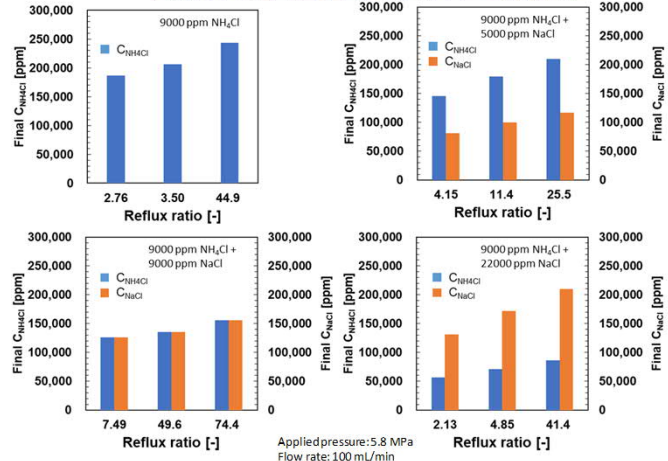 300,000
250,000
200,000
150,000
100,000
50,000
0
Final C_NH4Cl [ppm]
9000 ppm NH4Cl
C_NH4Cl
2.76 3.50 44.9
Reflux ratio [-]
300,000
250,000
200,000
150,000
100,000
50,000
0
Final C_NH4Cl [ppm]
9000 ppm NH4Cl +
5000 ppm NaCl
C_NH4Cl
C_NaCl
4.15 11.4 25.5
Reflux ratio [-]
300,000
250,000
200,000
150,000
100,000
50,000
0
Final C_NaCl [ppm]
300,000
250,000
200,000
150,000
100,000
50,000
0
Final C_NH4Cl [ppm]
9000 ppm NH4Cl +
9000 ppm NaCl
C_NH4Cl
C_NaCl
7.49 49.6 74.4
Reflux ratio [-]
300,000
250,000
200,000
150,000
100,000
50,000
0
Final C_NaCl [ppm]
300,000
250,000
200,000
150,000
100,000
50,000
0
Final C_NH4Cl [ppm]
9000 ppm NH4Cl +
22000 ppm NaCl
C_NH4Cl
C_NaCl
2.13 4.85 41.4
Reflux ratio [-]
300,000
250,000
200,000
150,000
100,000
50,000
0
Final C_NaCl [ppm]
Applied pressure: 5.8 MPa
Flow rate: 100 mL/min